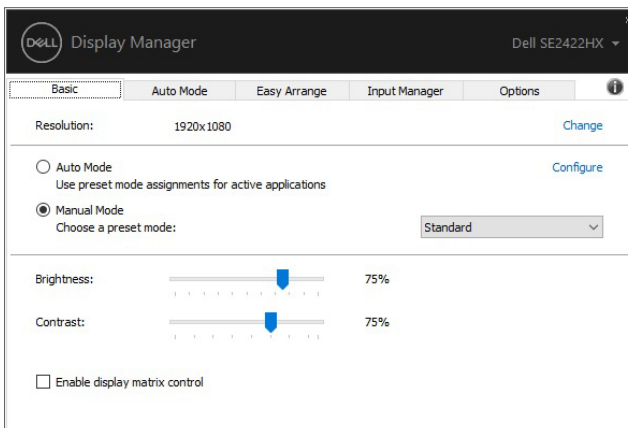 DELL Display Manager Dell SE2422HX
Basic Auto Mode Easy Arrange Input Manager Options i
Resolution: 1920x1080 Change
Auto Mode Configure
Use preset mode assignments for active applications
Manual Mode
Choose a preset mode: Standard
Brightness: 75%
Contrast: 75%
Enable display matrix control